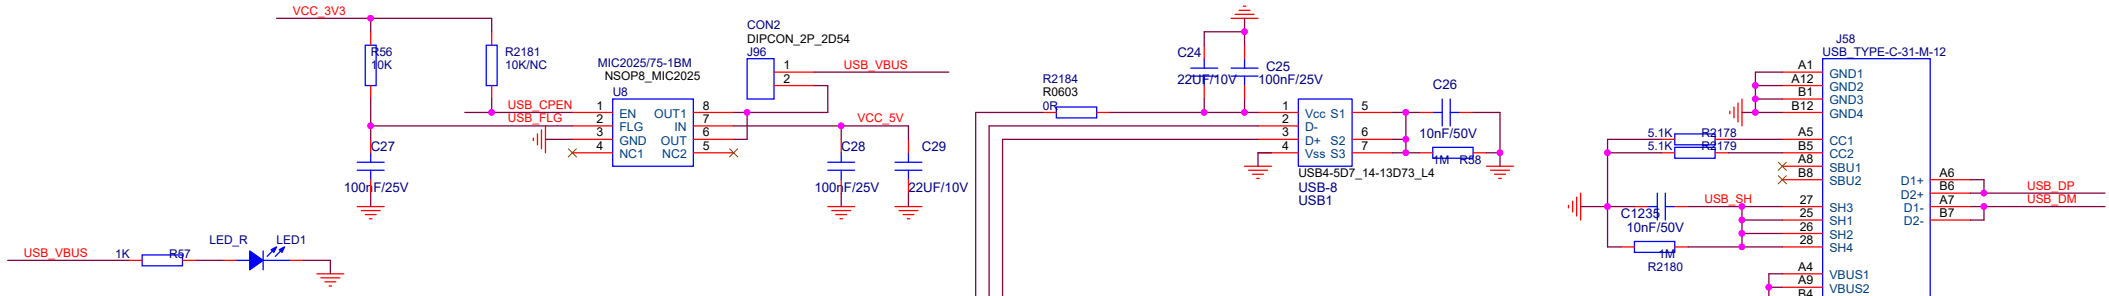 VCC_3V3
R56
10K
R2181
10K/NC
USB_CPEN
USB_FLG
C27
100nF/25V
MIC2025/75-1BM
NSOP8_MIC2025
U8
1 EN OUT1 8
2 FLG IN 7
3 GND OUT 6
4 NC1 NC2 5
CON2
DIPCON_2P_2D54
J96
1
2
USB_VBUS
VCC_5V
C28
100nF/25V
C29
22UF/10V
USB_VBUS
1K
R57
LED_R
LED1
R2184
R0603
0R
C24
22UF/10V
C25
100nF/25V
1 Vcc S1 5
2 D-
3 D+ S2 6
4 Vss S3 7
USB4-5D7_14-13D73_L4
USB-8
USB1
C26
10nF/50V
1M
R58
J58
USB_TYPE-C-31-M-12
A1 GND1
A12 GND2
B1 GND3
B12 GND4
5.1K R2178
5.1K R2179
A5 CC1
B5 CC2
A8 SBU1
B8 SBU2
USB_SH
C1235
10nF/50V
1M
R2180
27 SH3
25 SH1
26 SH2
28 SH4
A4 VBUS1
A9 VBUS2
B4
D1+ A6
D2+ B6
D1- A7
D2- B7
USB_DP
USB_DM